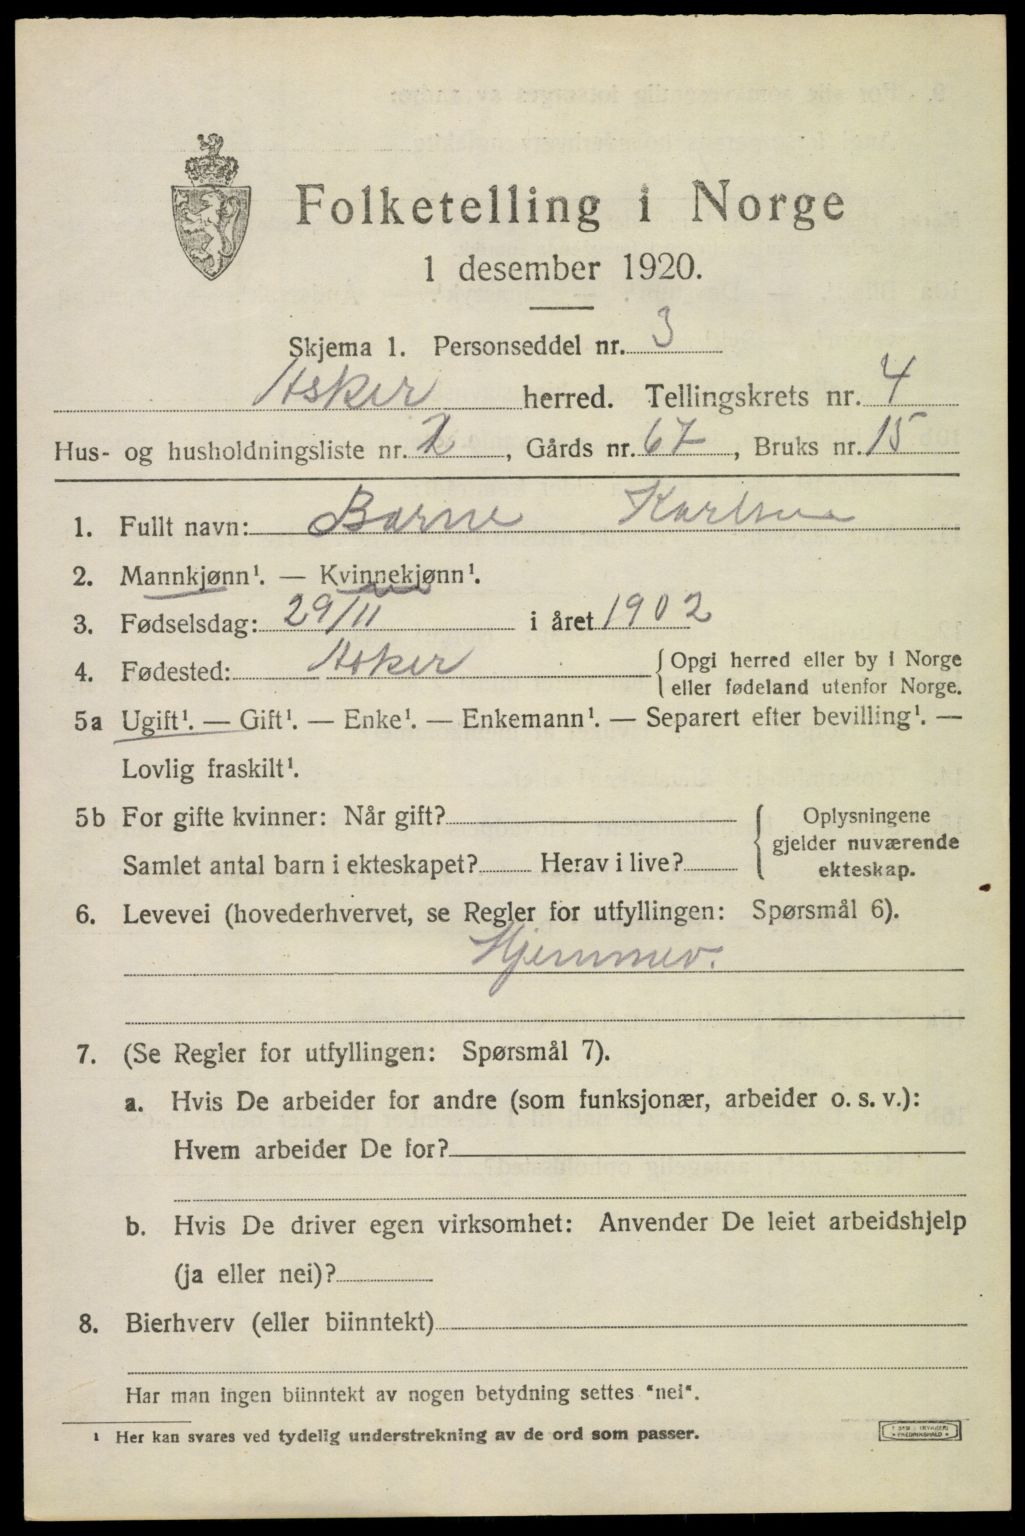 Folketelling i Norge
1 desember 1920.
Skjema 1. Personseddel nr. 3
Asker herred. Tellingskrets nr. 4
Hus- og husholdningsliste nr. 2, Gårds nr. 67, Bruks nr. 15
1. Fullt navn: Barne Karlsen
2. Mannkjønn¹. — Kvinnekjønn¹.
3. Fødselsdag: 29/11 i året 1902
4. Fødested: Asker { Opgi herred eller by i Norge
eller fødeland utenfor Norge.
5a Ugift¹. — Gift¹. — Enke¹. — Enkemann¹. — Separert efter bevilling¹. —
Lovlig fraskilt¹.
5b For gifte kvinner: Når gift?
Samlet antal barn i ekteskapet? Herav i live?
Oplysningene
gjelder nuværende
ekteskap.
6. Levevei (hovederhvervet, se Regler for utfyllingen: Spørsmål 6).
Hjemmev.
7. (Se Regler for utfyllingen: Spørsmål 7).
a. Hvis De arbeider for andre (som funksjonær, arbeider o. s. v.):
Hvem arbeider De for?
b. Hvis De driver egen virksomhet: Anvender De leiet arbeidshjelp
(ja eller nei)?
8. Bierhverv (eller biinntekt)
Har man ingen biinntekt av nogen betydning settes "nei".
¹ Her kan svares ved tydelig understrekning av de ord som passer.